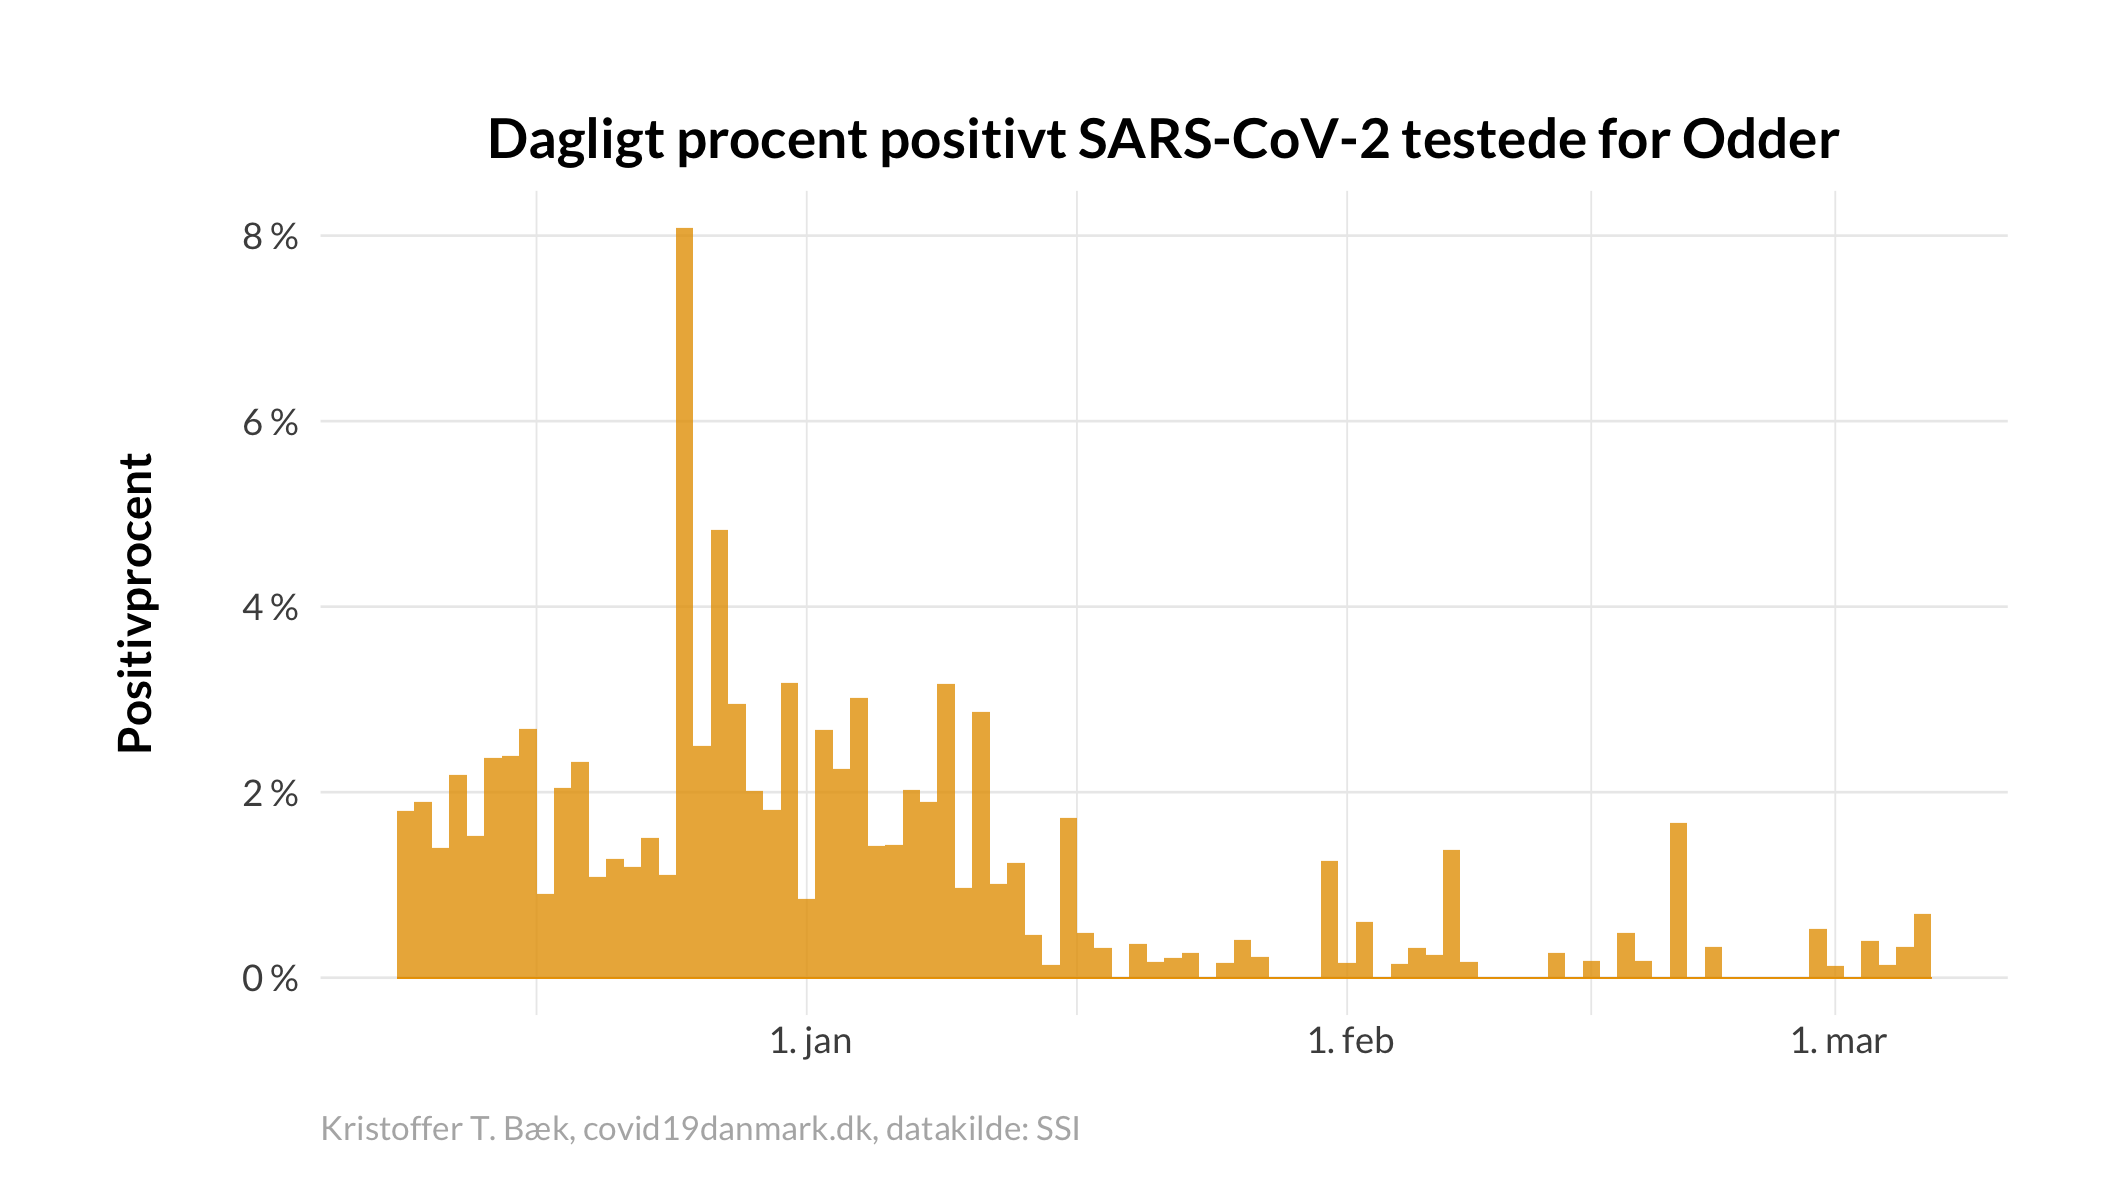 Dagligt procent positivt SARS-CoV-2 testede for Odder
Positivprocent
8 %
6 %
4 %
2 %
0 %
1. jan
1. feb
1. mar
Kristoffer T. Bæk, covid19danmark.dk, datakilde: SSI